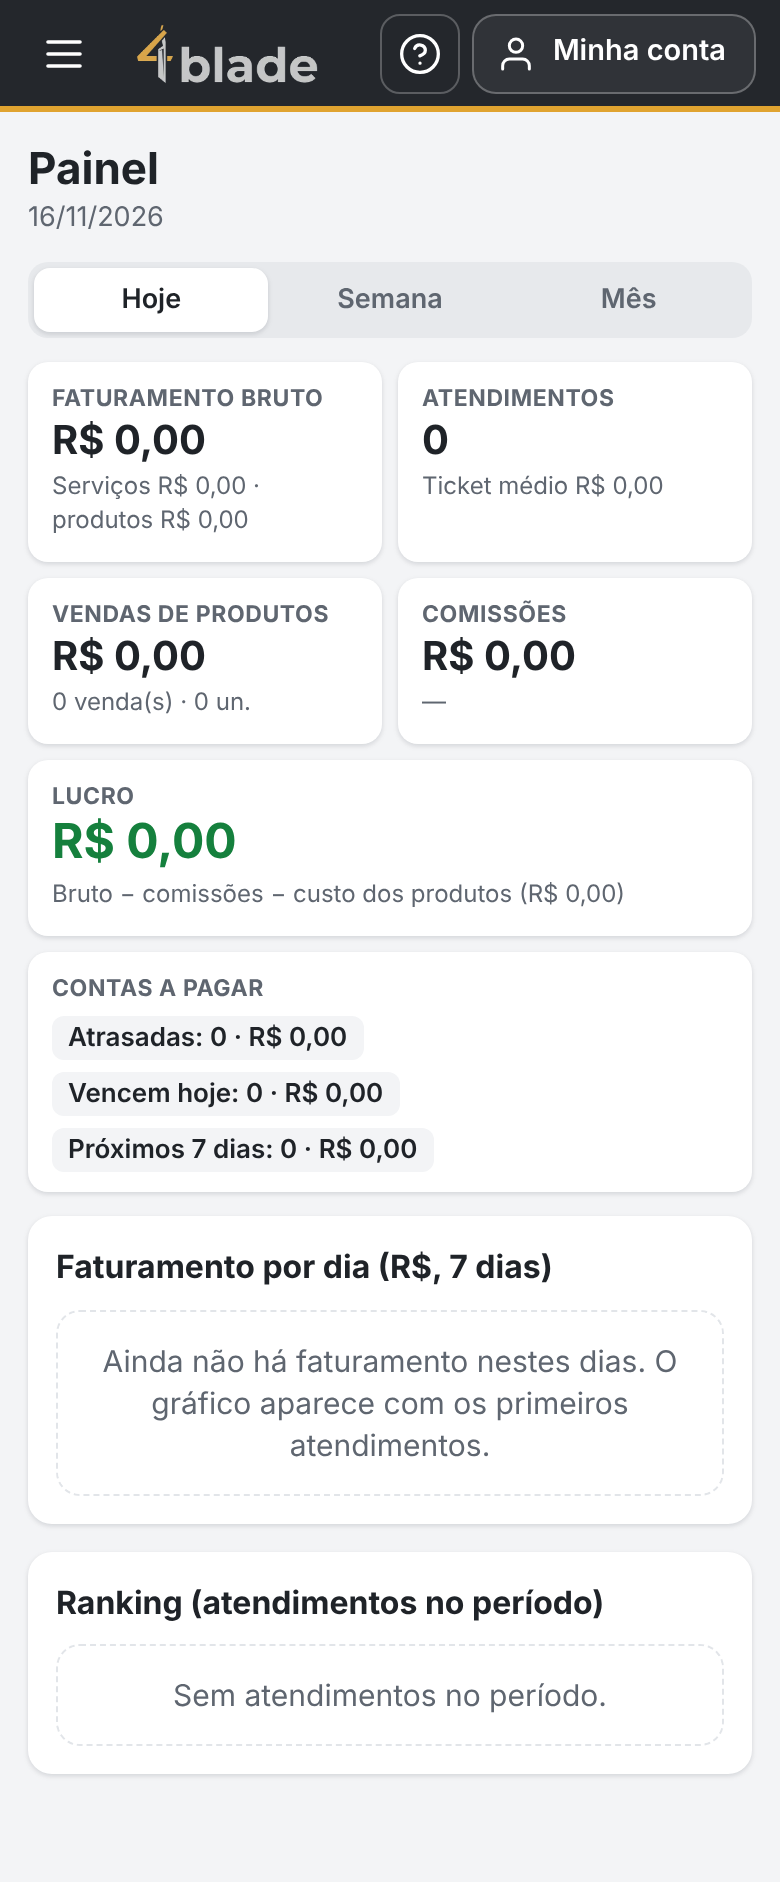 4blade
Minha conta
Painel
16/11/2026
Hoje
Semana
Mês
FATURAMENTO BRUTO
R$ 0,00
Serviços R$ 0,00 ·
produtos R$ 0,00
ATENDIMENTOS
0
Ticket médio R$ 0,00
VENDAS DE PRODUTOS
R$ 0,00
0 venda(s) · 0 un.
COMISSÕES
R$ 0,00
—
LUCRO
R$ 0,00
Bruto − comissões − custo dos produtos (R$ 0,00)
CONTAS A PAGAR
Atrasadas: 0 · R$ 0,00
Vencem hoje: 0 · R$ 0,00
Próximos 7 dias: 0 · R$ 0,00
Faturamento por dia (R$, 7 dias)
Ainda não há faturamento nestes dias. O
gráfico aparece com os primeiros
atendimentos.
Ranking (atendimentos no período)
Sem atendimentos no período.